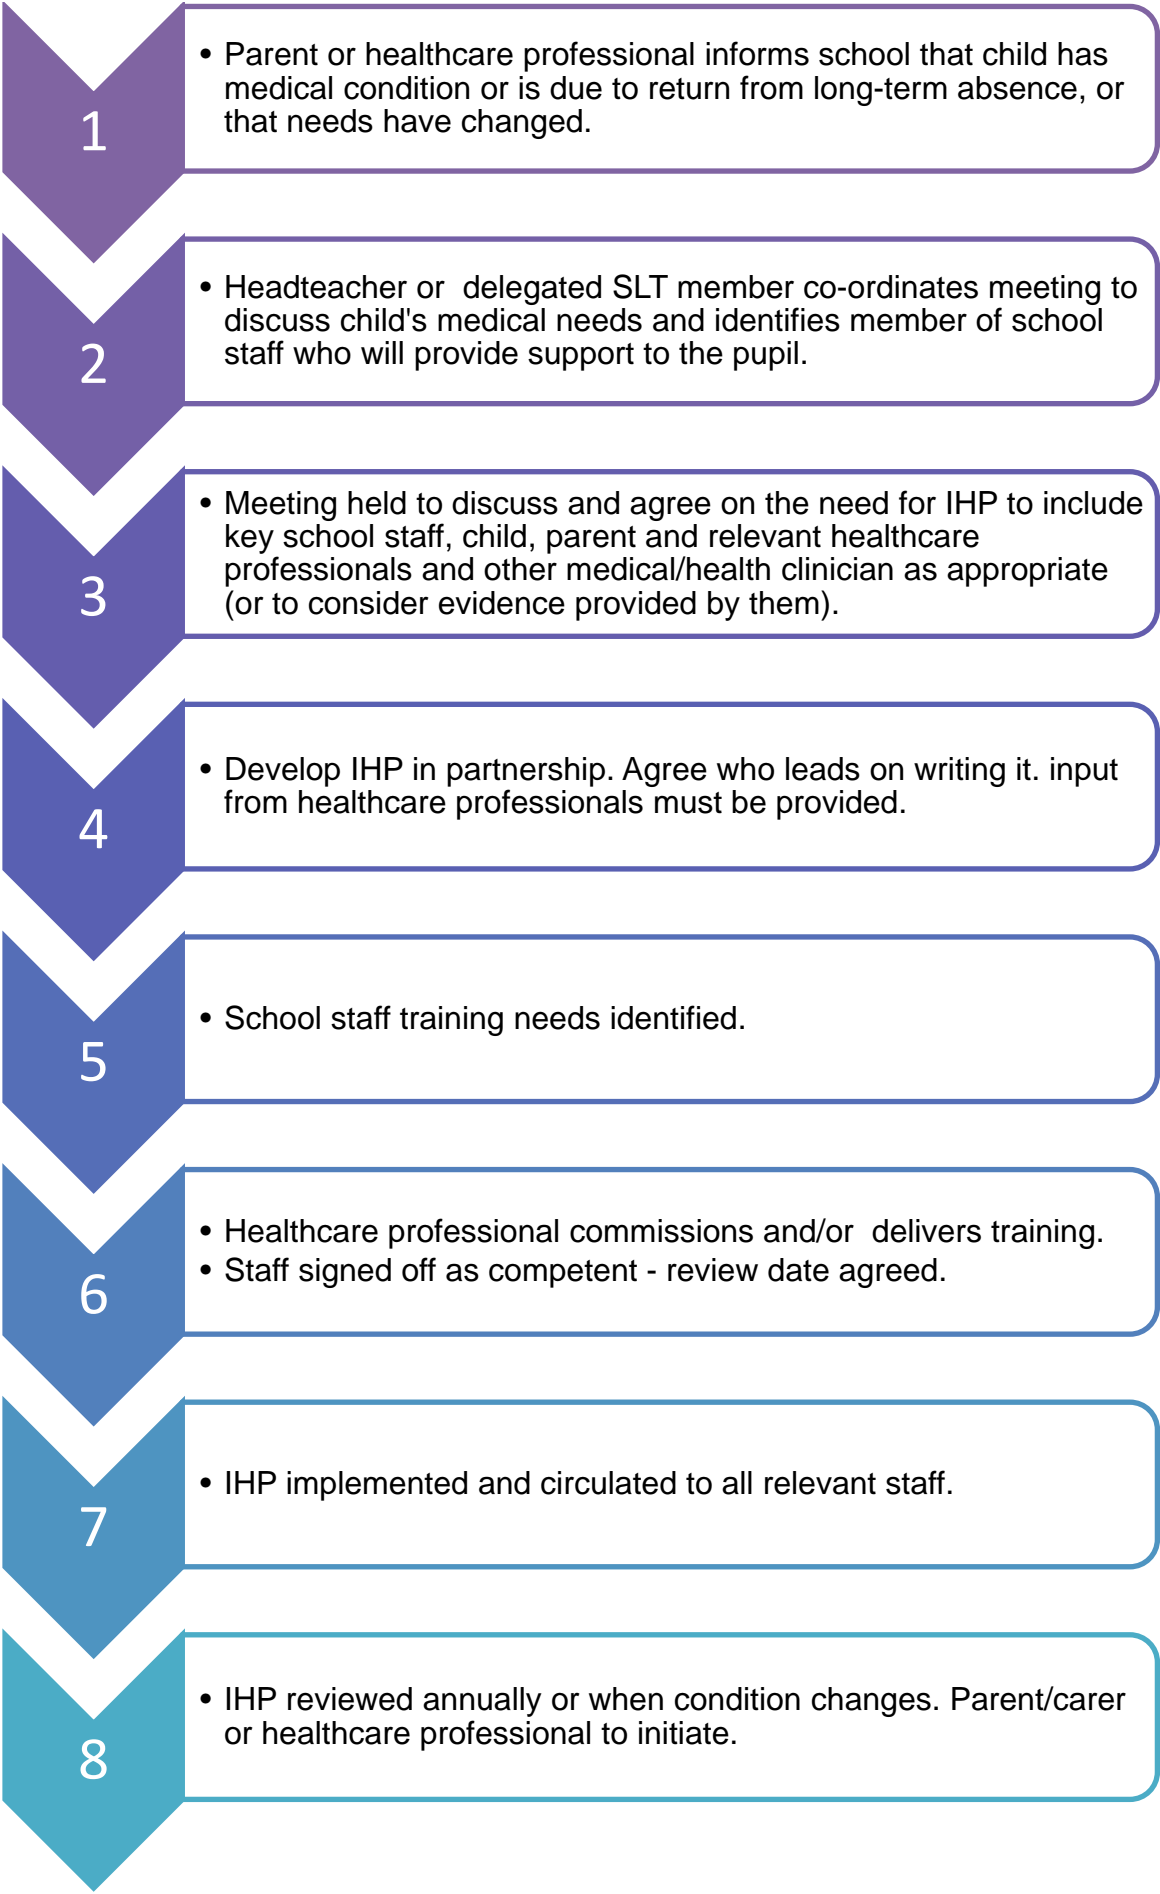 1
• Parent or healthcare professional informs school that child has
medical condition or is due to return from long-term absence, or
that needs have changed.
2
• Headteacher or  delegated SLT member co-ordinates meeting to
discuss child's medical needs and identifies member of school
staff who will provide support to the pupil.
3
• Meeting held to discuss and agree on the need for IHP to include
key school staff, child, parent and relevant healthcare
professionals and other medical/health clinician as appropriate
(or to consider evidence provided by them).
4
• Develop IHP in partnership. Agree who leads on writing it. input
from healthcare professionals must be provided.
5
• School staff training needs identified.
6
• Healthcare professional commissions and/or  delivers training.
• Staff signed off as competent - review date agreed.
7
• IHP implemented and circulated to all relevant staff.
8
• IHP reviewed annually or when condition changes. Parent/carer
or healthcare professional to initiate.